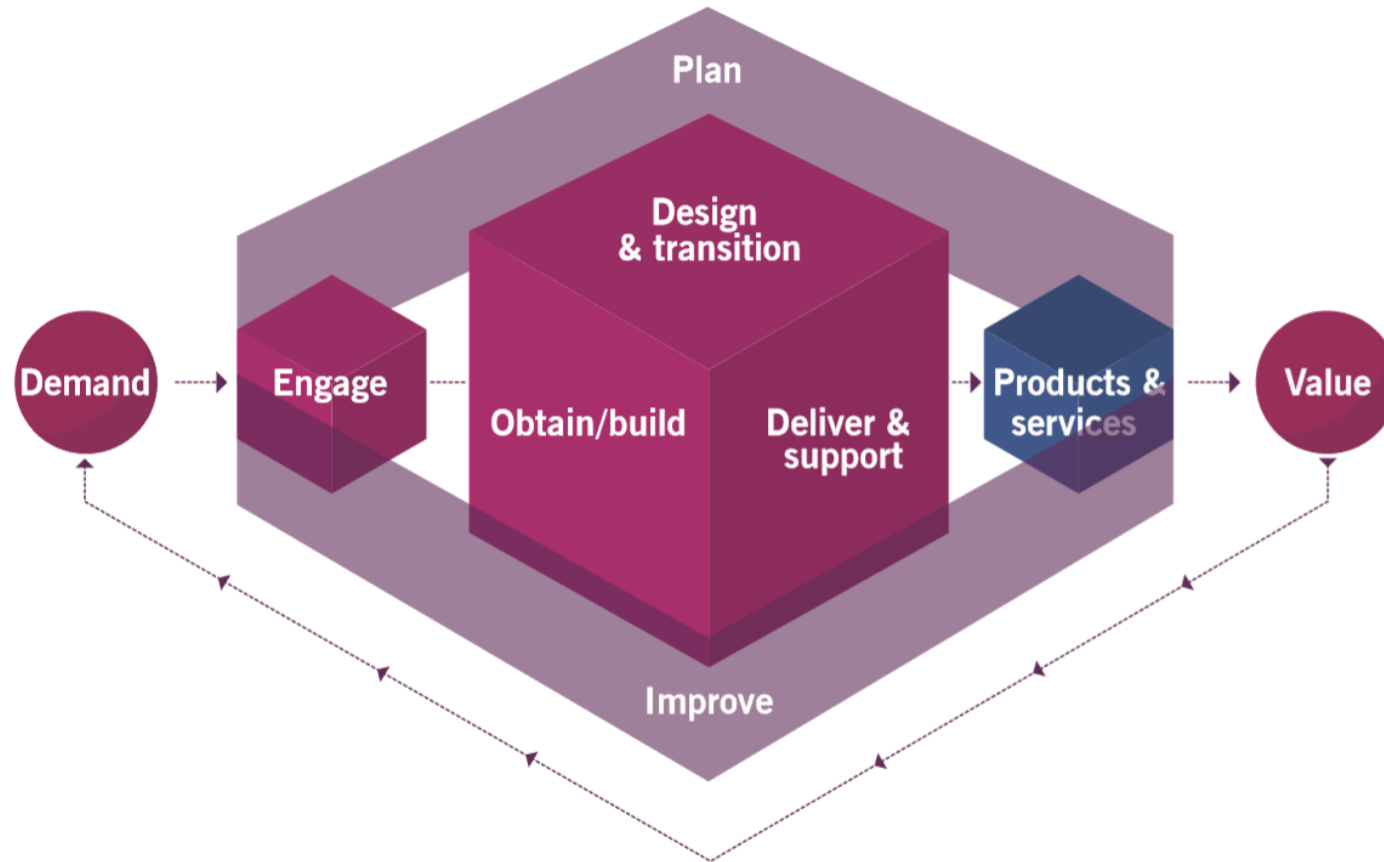 Plan
Design
& transition
Demand
Engage
Obtain/build
Deliver &
support
Products &
services
Value
Improve